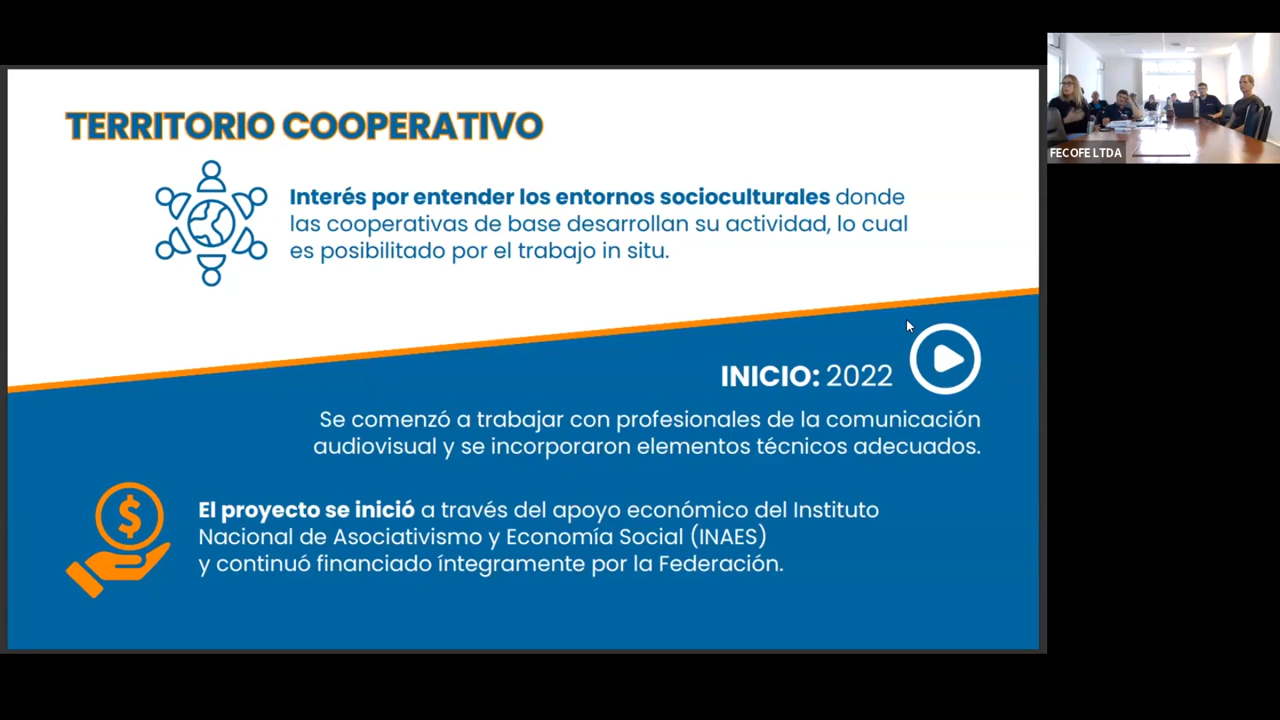 TERRITORIO COOPERATIVO
Interés por entender los entornos socioculturales donde
las cooperativas de base desarrollan su actividad, lo cual
es posibilitado por el trabajo in situ.
INICIO: 2022
Se comenzó a trabajar con profesionales de la comunicación
audiovisual y se incorporaron elementos técnicos adecuados.
$
El proyecto se inició a través del apoyo económico del Instituto
Nacional de Asociativismo y Economía Social (INAES)
y continuó financiado íntegramente por la Federación.
FECOFE LTDA